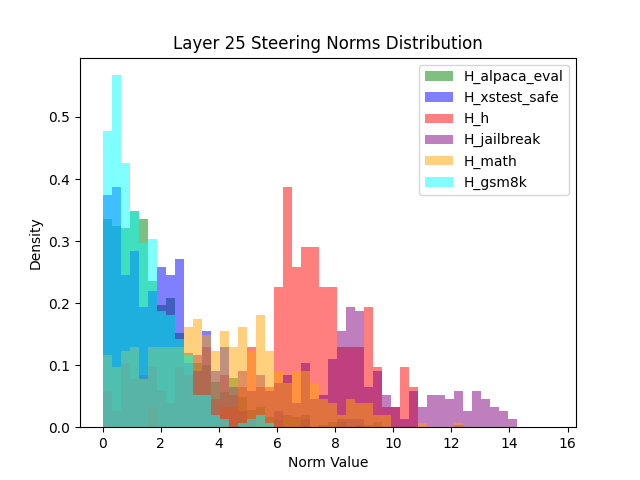 Layer 25 Steering Norms Distribution
H_alpaca_eval
H_xstest_safe
H_h
H_jailbreak
H_math
H_gsm8k
Density
0.5
0.4
0.3
0.2
0.1
0.0
0 2 4 6 8 10 12 14 16
Norm Value